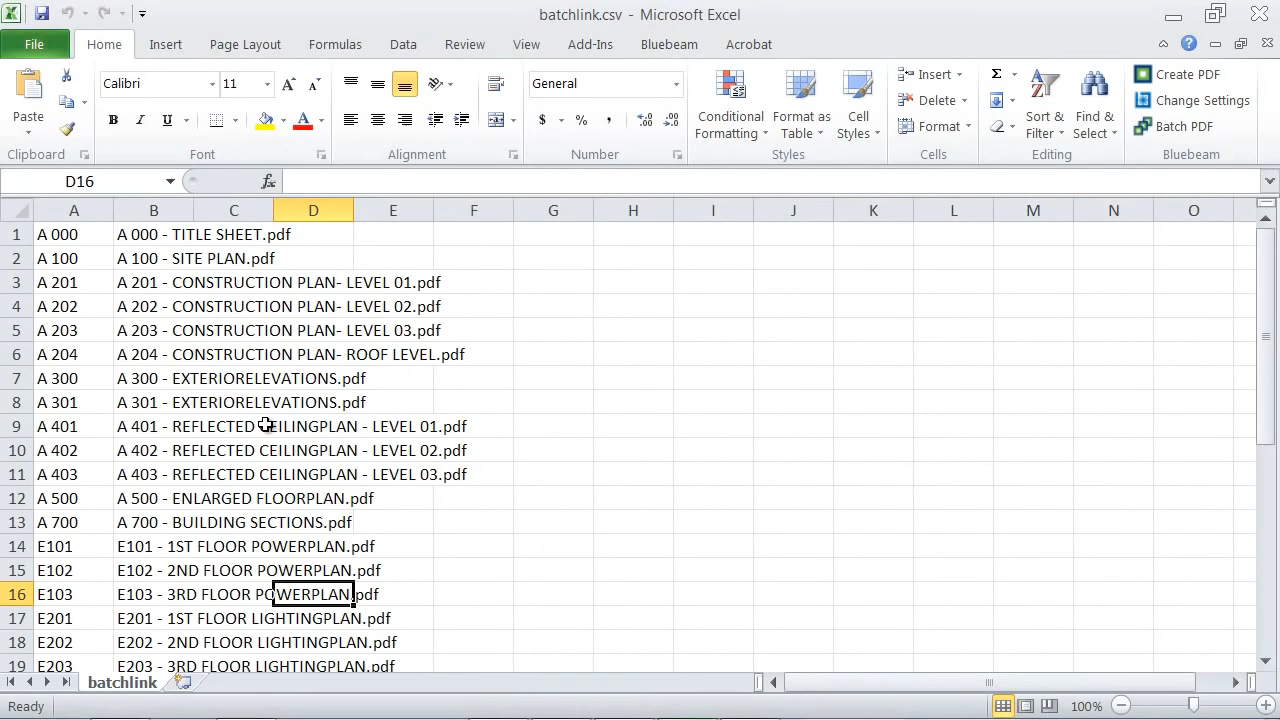 batchlink.csv - Microsoft Excel
File Home Insert Page Layout Formulas Data Review View Add-Ins Bluebeam Acrobat
Calibri 11 General Insert Σ Create PDF
Delete Change Settings
Paste B I U A $ % , Conditional Formatting Format as Table Cell Styles Format Sort & Filter Find & Select Batch PDF
Clipboard Font Alignment Number Styles Cells Editing Bluebeam
D16 fx
A B C D E F G H I J K L M N O
1 A 000 A 000 - TITLE SHEET.pdf
2 A 100 A 100 - SITE PLAN.pdf
3 A 201 A 201 - CONSTRUCTION PLAN- LEVEL 01.pdf
4 A 202 A 202 - CONSTRUCTION PLAN- LEVEL 02.pdf
5 A 203 A 203 - CONSTRUCTION PLAN- LEVEL 03.pdf
6 A 204 A 204 - CONSTRUCTION PLAN- ROOF LEVEL.pdf
7 A 300 A 300 - EXTERIORELEVATIONS.pdf
8 A 301 A 301 - EXTERIORELEVATIONS.pdf
9 A 401 A 401 - REFLECTED CEILINGPLAN - LEVEL 01.pdf
10 A 402 A 402 - REFLECTED CEILINGPLAN - LEVEL 02.pdf
11 A 403 A 403 - REFLECTED CEILINGPLAN - LEVEL 03.pdf
12 A 500 A 500 - ENLARGED FLOORPLAN.pdf
13 A 700 A 700 - BUILDING SECTIONS.pdf
14 E101 E101 - 1ST FLOOR POWERPLAN.pdf
15 E102 E102 - 2ND FLOOR POWERPLAN.pdf
16 E103 E103 - 3RD FLOOR POWERPLAN.pdf
17 E201 E201 - 1ST FLOOR LIGHTINGPLAN.pdf
18 E202 E202 - 2ND FLOOR LIGHTINGPLAN.pdf
19 E203 E203 - 3RD FLOOR LIGHTINGPLAN.pdf
batchlink
Ready 100%